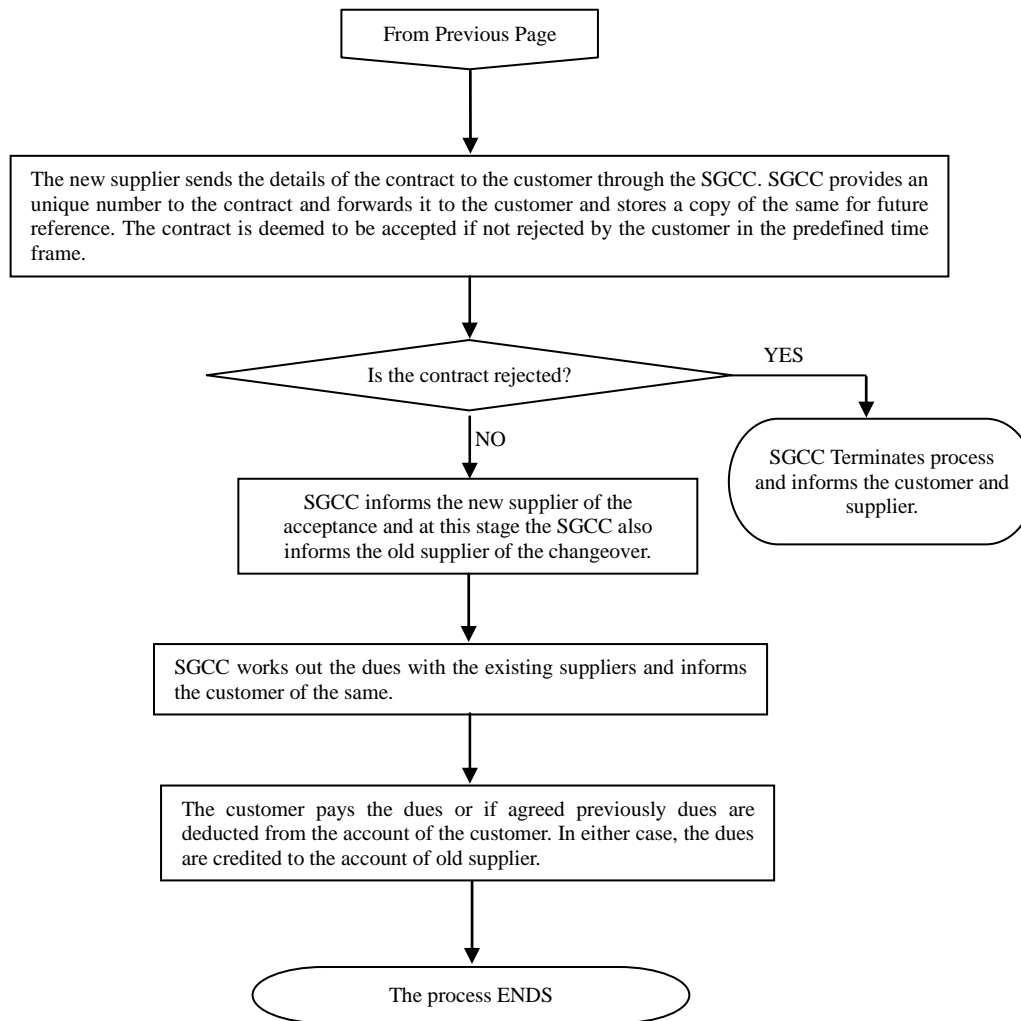 From Previous Page
The new supplier sends the details of the contract to the customer through the SGCC. SGCC provides an
unique number to the contract and forwards it to the customer and stores a copy of the same for future
reference. The contract is deemed to be accepted if not rejected by the customer in the predefined time
frame.
Is the contract rejected?
YES
NO
SGCC Terminates process
and informs the customer and
supplier.
SGCC informs the new supplier of the
acceptance and at this stage the SGCC also
informs the old supplier of the changeover.
SGCC works out the dues with the existing suppliers and informs
the customer of the same.
The customer pays the dues or if agreed previously dues are
deducted from the account of the customer. In either case, the dues
are credited to the account of old supplier.
The process ENDS